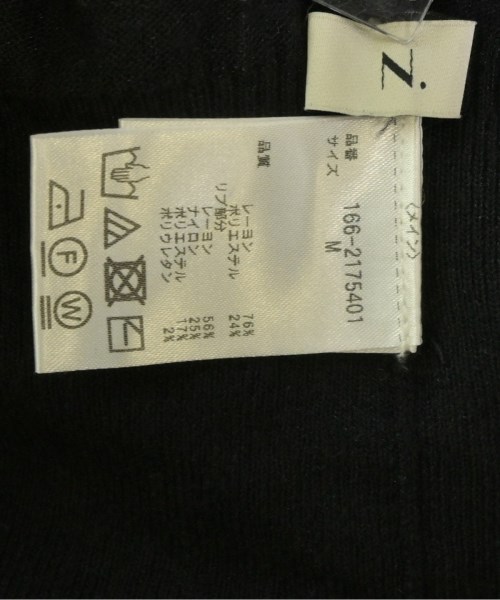 〈メイン〉
品番 166-2175401
サイズ M
品質
レーヨン 76%
ポリエステル 24%
リブ部分
レーヨン 56%
ナイロン 25%
ポリエステル 17%
ポリウレタン 2%
F
W